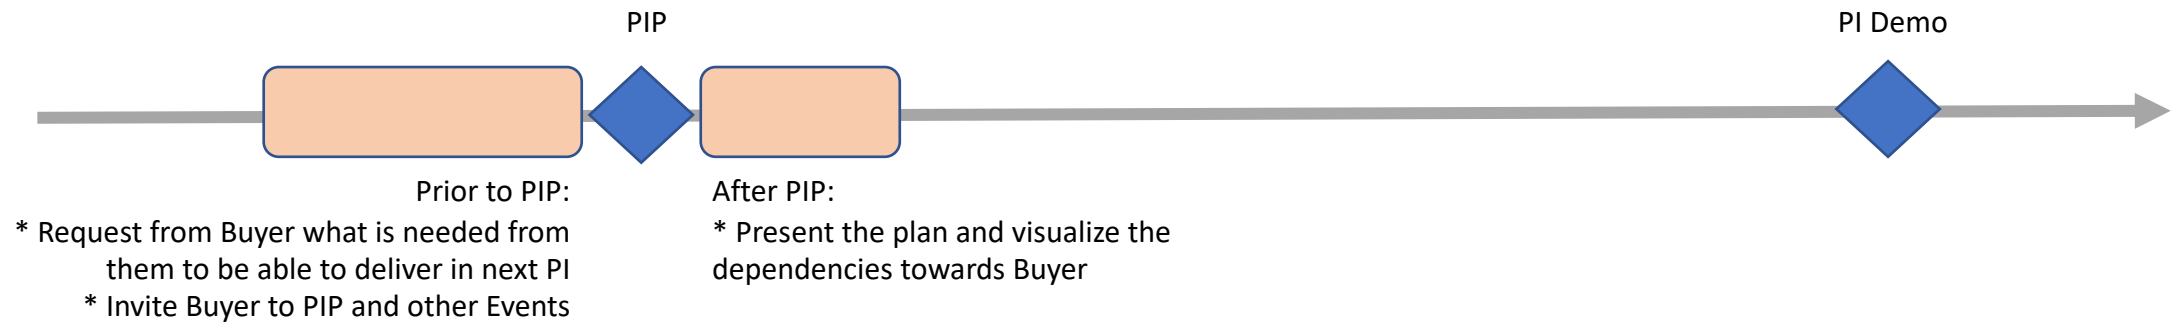 PIP
PI Demo
Prior to PIP:
* Request from Buyer what is needed from
them to be able to deliver in next PI
* Invite Buyer to PIP and other Events
After PIP:
* Present the plan and visualize the
dependencies towards Buyer